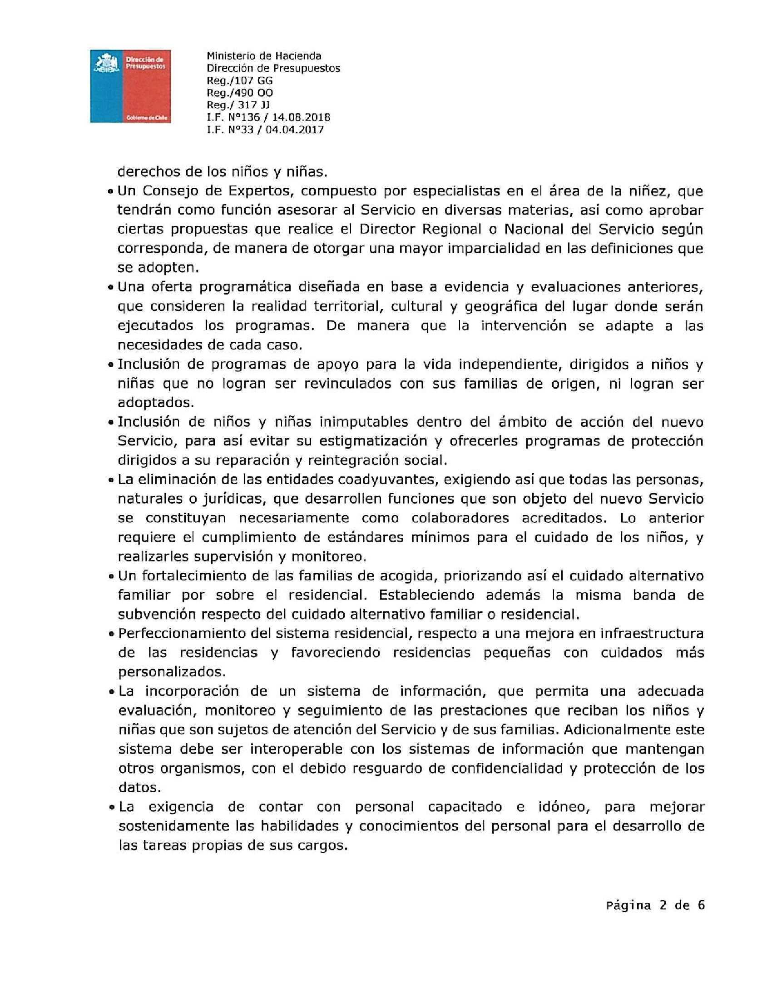 Dirección de
Presupuestos
Gobierno de Chile
Ministerio de Hacienda
Dirección de Presupuestos
Reg./107 GG
Reg./490 OO
Reg./ 317 JJ
I.F. N°136 / 14.08.2018
I.F. N°33 / 04.04.2017
derechos de los niños y niñas.
• Un Consejo de Expertos, compuesto por especialistas en el área de la niñez, que
tendrán como función asesorar al Servicio en diversas materias, así como aprobar
ciertas propuestas que realice el Director Regional o Nacional del Servicio según
corresponda, de manera de otorgar una mayor imparcialidad en las definiciones que
se adopten.
• Una oferta programática diseñada en base a evidencia y evaluaciones anteriores,
que consideren la realidad territorial, cultural y geográfica del lugar donde serán
ejecutados los programas. De manera que la intervención se adapte a las
necesidades de cada caso.
• Inclusión de programas de apoyo para la vida independiente, dirigidos a niños y
niñas que no logran ser revinculados con sus familias de origen, ni logran ser
adoptados.
• Inclusión de niños y niñas inimputables dentro del ámbito de acción del nuevo
Servicio, para así evitar su estigmatización y ofrecerles programas de protección
dirigidos a su reparación y reintegración social.
• La eliminación de las entidades coadyuvantes, exigiendo así que todas las personas,
naturales o jurídicas, que desarrollen funciones que son objeto del nuevo Servicio
se constituyan necesariamente como colaboradores acreditados. Lo anterior
requiere el cumplimiento de estándares mínimos para el cuidado de los niños, y
realizarles supervisión y monitoreo.
• Un fortalecimiento de las familias de acogida, priorizando así el cuidado alternativo
familiar por sobre el residencial. Estableciendo además la misma banda de
subvención respecto del cuidado alternativo familiar o residencial.
• Perfeccionamiento del sistema residencial, respecto a una mejora en infraestructura
de las residencias y favoreciendo residencias pequeñas con cuidados más
personalizados.
• La incorporación de un sistema de información, que permita una adecuada
evaluación, monitoreo y seguimiento de las prestaciones que reciban los niños y
niñas que son sujetos de atención del Servicio y de sus familias. Adicionalmente este
sistema debe ser interoperable con los sistemas de información que mantengan
otros organismos, con el debido resguardo de confidencialidad y protección de los
datos.
• La exigencia de contar con personal capacitado e idóneo, para mejorar
sostenidamente las habilidades y conocimientos del personal para el desarrollo de
las tareas propias de sus cargos.
Página 2 de 6